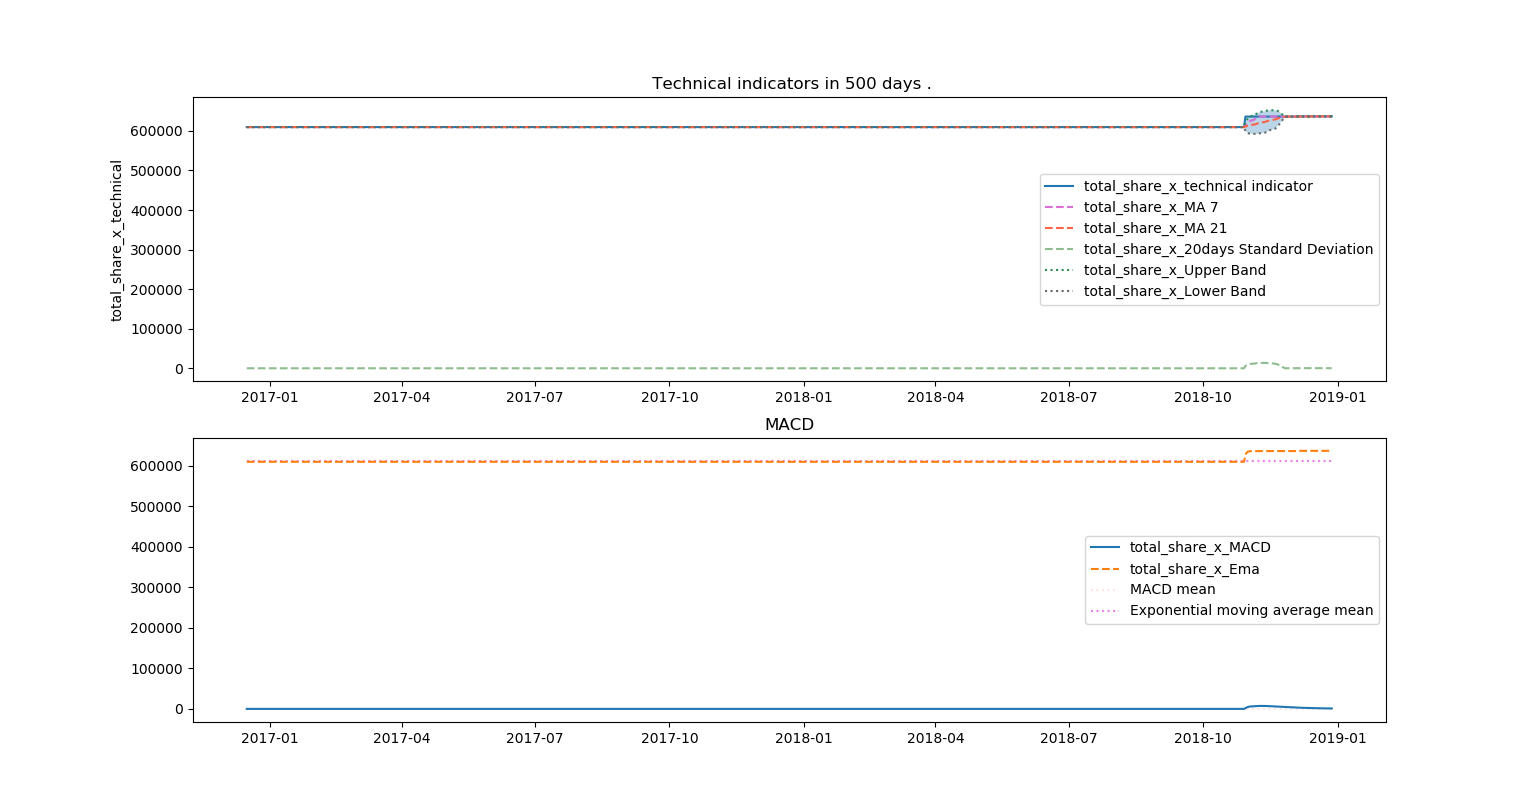 Technical indicators in 500 days .
total_share_x_technical
600000
500000
400000
300000
200000
100000
0
total_share_x_technical indicator
total_share_x_MA 7
total_share_x_MA 21
total_share_x_20days Standard Deviation
total_share_x_Upper Band
total_share_x_Lower Band
2017-01 2017-04 2017-07 2017-10 2018-01 2018-04 2018-07 2018-10 2019-01
MACD
600000
500000
400000
300000
200000
100000
0
total_share_x_MACD
total_share_x_Ema
MACD mean
Exponential moving average mean
2017-01 2017-04 2017-07 2017-10 2018-01 2018-04 2018-07 2018-10 2019-01